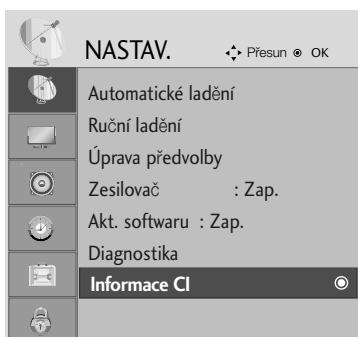 NASTAV. Přesun OK
Automatické ladění
Ruční ladění
Úprava předvolby
Zesilovač : Zap.
Akt. softwaru : Zap.
Diagnostika
Informace CI